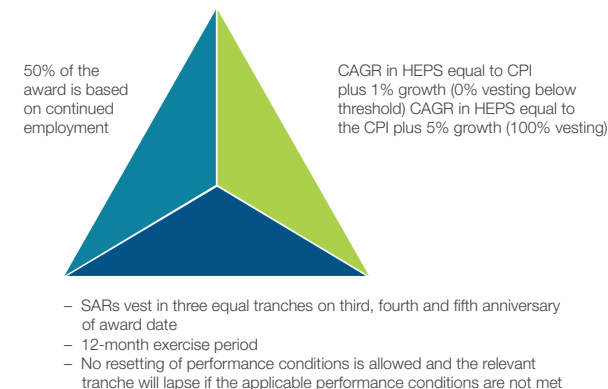 50% of the
award is based
on continued
employment
CAGR in HEPS equal to CPI
plus 1% growth (0% vesting below
threshold) CAGR in HEPS equal to
the CPI plus 5% growth (100% vesting)
– SARs vest in three equal tranches on third, fourth and fifth anniversary
of award date
– 12-month exercise period
– No resetting of performance conditions is allowed and the relevant
tranche will lapse if the applicable performance conditions are not met